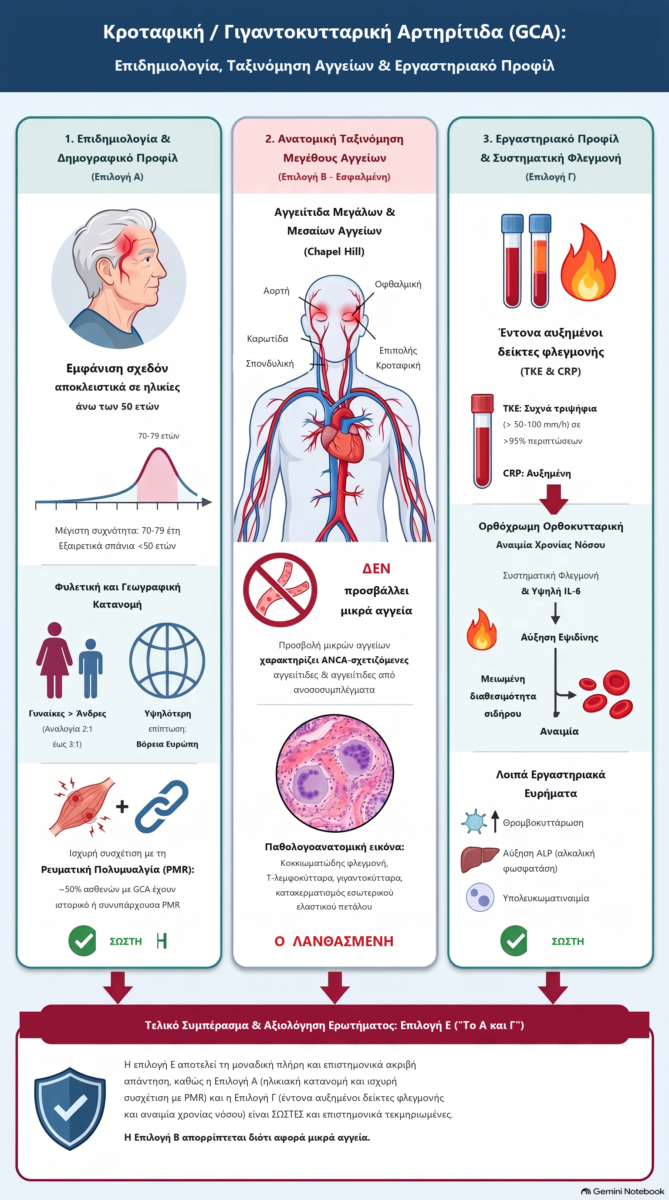 Κροταφική / Γιγαντοκυτταρική Αρτηρίτιδα (GCA):
Επιδημιολογία, Ταξινόμηση Αγγείων & Εργαστηριακό Προφίλ
1. Επιδημιολογία &
Δημογραφικό Προφίλ
(Επιλογή Α)
Εμφάνιση σχεδόν
αποκλειστικά σε ηλικίες
άνω των 50 ετών
70-79 ετών
Μέγιστη συχνότητα: 70-79 έτη
Εξαιρετικά σπάνια <50 ετών
Φυλετική και Γεωγραφική
Κατανομή
Γυναίκες > Άνδρες
(Αναλογία 2:1
έως 3:1)
Υψηλότερη
επίπτωση:
Βόρεια Ευρώπη
+
Ισχυρή συσχέτιση με τη
Ρευματική Πολυμυαλγία (PMR):
~50% ασθενών με GCA έχουν
ιστορικό ή συνυπάρχουσα PMR
ΣΩΣΤΗ Η
2. Ανατομική Ταξινόμηση
Μεγέθους Αγγείων
(Επιλογή Β - Εσφαλμένη)
Αγγειίτιδα Μεγάλων &
Μεσαίων Αγγείων
(Chapel Hill)
Αορτή
Οφθαλμική
Καρωτίδα
Σπονδυλική
Επιπολής
Κροταφική
ΔΕΝ
προσβάλλει
μικρά αγγεία
Προσβολή μικρών αγγείων
χαρακτηρίζει ANCA-σχετιζόμενες
αγγειίτιδες & αγγειίτιδες από
ανοσοσυμπλέγματα
Παθολογοανατομική εικόνα:
Κοκκιωματώδης φλεγμονή,
Τ-λεμφοκύτταρα, γιγαντοκύτταρα,
κατακερματισμός εσωτερικού
ελαστικού πετάλου
Ο ΛΑΝΘΑΣΜΕΝΗ
3. Εργαστηριακό Προφίλ
& Συστηματική Φλεγμονή
(Επιλογή Γ)
Έντονα αυξημένοι
δείκτες φλεγμονής
(ΤΚΕ & CRP)
ΤΚΕ: Συχνά τριψήφια
(> 50-100 mm/h) σε
>95% περιπτώσεων
CRP: Αυξημένη
Ορθόχρωμη Ορθοκυτταρική
Αναιμία Χρονίας Νόσου
Συστηματική Φλεγμονή
& Υψηλή IL-6
Αύξηση Εψιδίνης
Μειωμένη
διαθεσιμότητα
σιδήρου
Αναιμία
Λοιπά Εργαστηριακά
Ευρήματα
Θρομβοκυττάρωση
Αύξηση ALP (αλκαλική
φωσφατάση)
Υπολευκωματιναιμία
ΣΩΣΤΗ
Τελικό Συμπέρασμα & Αξιολόγηση Ερωτήματος: Επιλογή Ε ("Το Α και Γ")
Η επιλογή Ε αποτελεί τη μοναδική πλήρη και επιστημονικά ακριβή
απάντηση, καθώς η Επιλογή Α (ηλικιακή κατανομή και ισχυρή
συσχέτιση με PMR) και η Επιλογή Γ (έντονα αυξημένοι δείκτες φλεγμονής
και αναιμία χρονίας νόσου) είναι ΣΩΣΤΕΣ και επιστημονικά τεκμηριωμένες.
Η Επιλογή Β απορρίπτεται διότι αφορά μικρά αγγεία.
Gemini Notebook